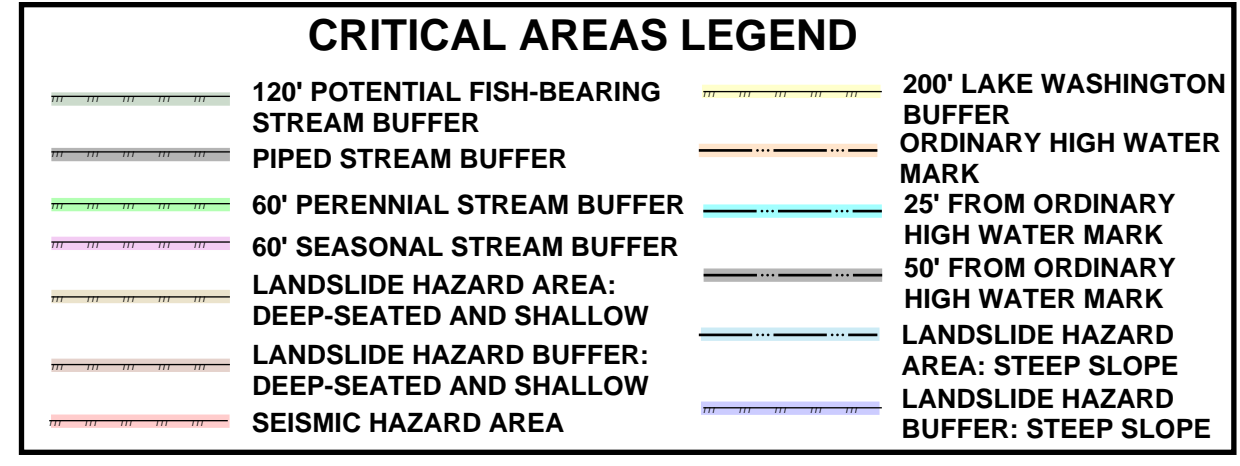 CRITICAL AREAS LEGEND
120' POTENTIAL FISH-BEARING
STREAM BUFFER
PIPED STREAM BUFFER
60' PERENNIAL STREAM BUFFER
60' SEASONAL STREAM BUFFER
LANDSLIDE HAZARD AREA:
DEEP-SEATED AND SHALLOW
LANDSLIDE HAZARD BUFFER:
DEEP-SEATED AND SHALLOW
SEISMIC HAZARD AREA
200' LAKE WASHINGTON
BUFFER
ORDINARY HIGH WATER
MARK
25' FROM ORDINARY
HIGH WATER MARK
50' FROM ORDINARY
HIGH WATER MARK
LANDSLIDE HAZARD
AREA: STEEP SLOPE
LANDSLIDE HAZARD
BUFFER: STEEP SLOPE